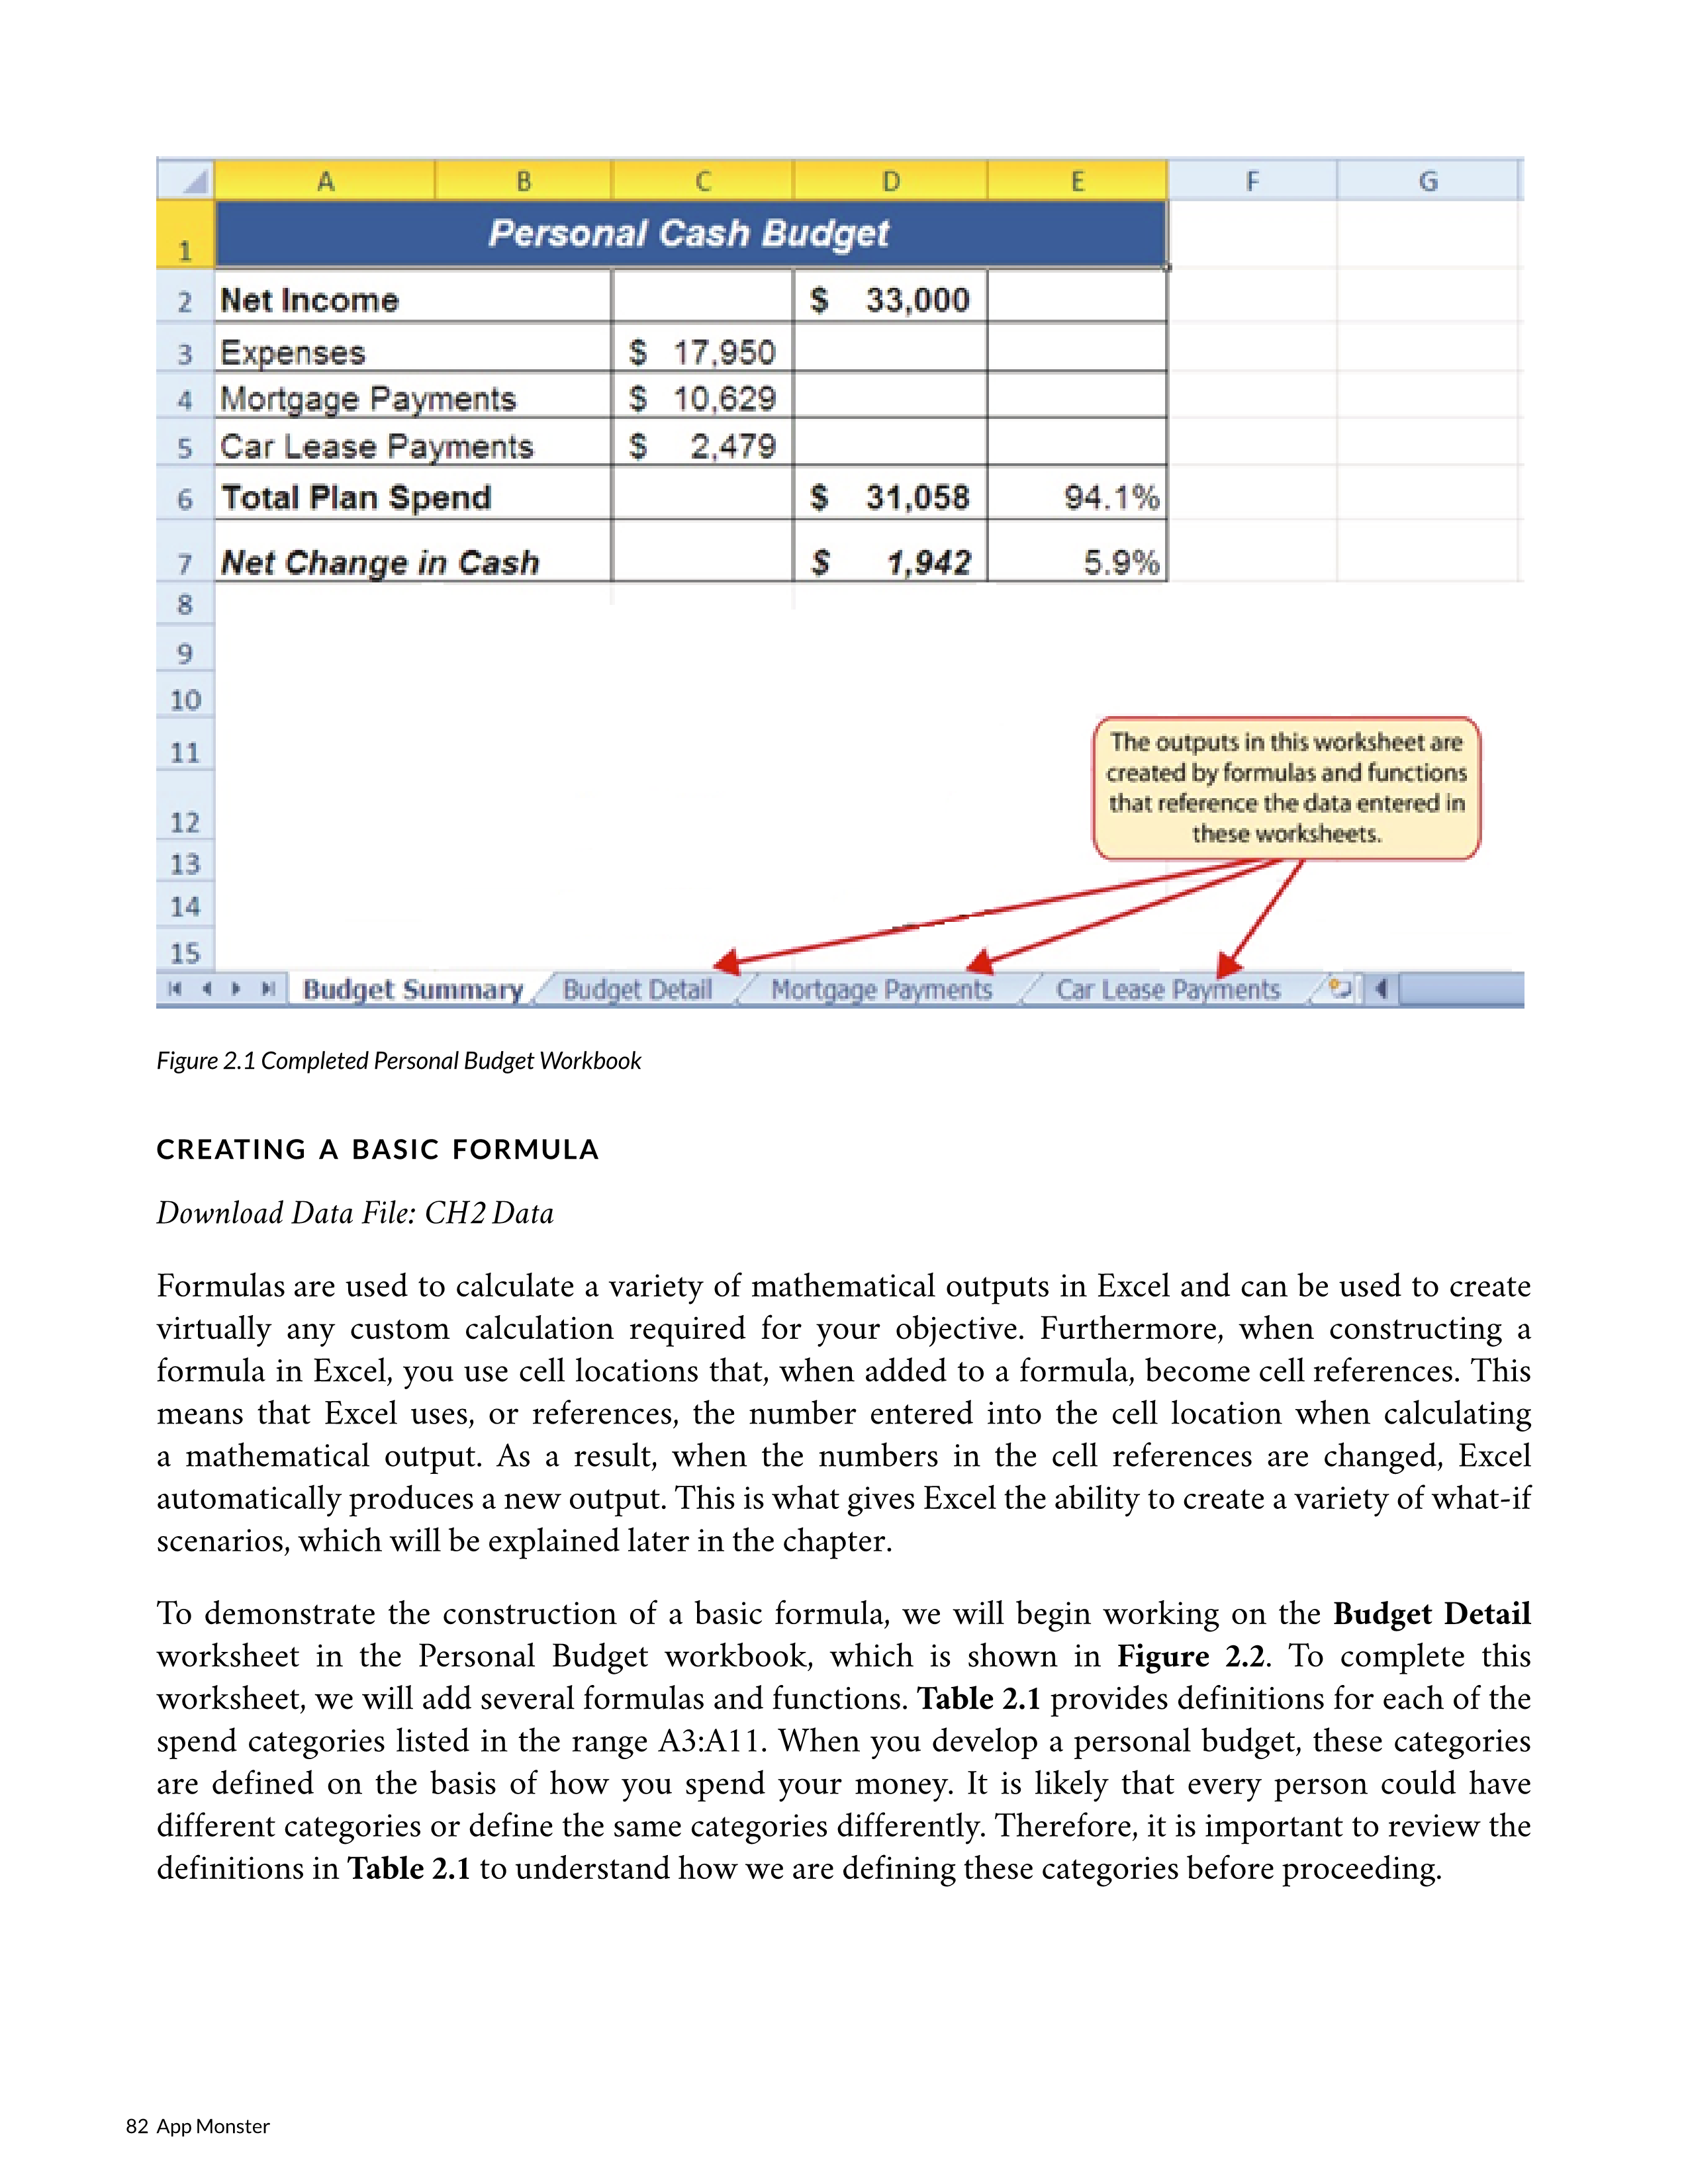 A B C D E F G
1 Personal Cash Budget
2 Net Income $ 33,000
3 Expenses $ 17,950
4 Mortgage Payments $ 10,629
5 Car Lease Payments $ 2,479
6 Total Plan Spend $ 31,058 94.1%
7 Net Change in Cash $ 1,942 5.9%
8
9
10
11
12
13
14
15
The outputs in this worksheet are
created by formulas and functions
that reference the data entered in
these worksheets.
Budget Summary Budget Detail Mortgage Payments Car Lease Payments
Figure 2.1 Completed Personal Budget Workbook
CREATING A BASIC FORMULA
Download Data File: CH2 Data
Formulas are used to calculate a variety of mathematical outputs in Excel and can be used to create
virtually any custom calculation required for your objective. Furthermore, when constructing a
formula in Excel, you use cell locations that, when added to a formula, become cell references. This
means that Excel uses, or references, the number entered into the cell location when calculating
a mathematical output. As a result, when the numbers in the cell references are changed, Excel
automatically produces a new output. This is what gives Excel the ability to create a variety of what-if
scenarios, which will be explained later in the chapter.
To demonstrate the construction of a basic formula, we will begin working on the Budget Detail
worksheet in the Personal Budget workbook, which is shown in Figure 2.2. To complete this
worksheet, we will add several formulas and functions. Table 2.1 provides definitions for each of the
spend categories listed in the range A3:A11. When you develop a personal budget, these categories
are defined on the basis of how you spend your money. It is likely that every person could have
different categories or define the same categories differently. Therefore, it is important to review the
definitions in Table 2.1 to understand how we are defining these categories before proceeding.
82 App Monster